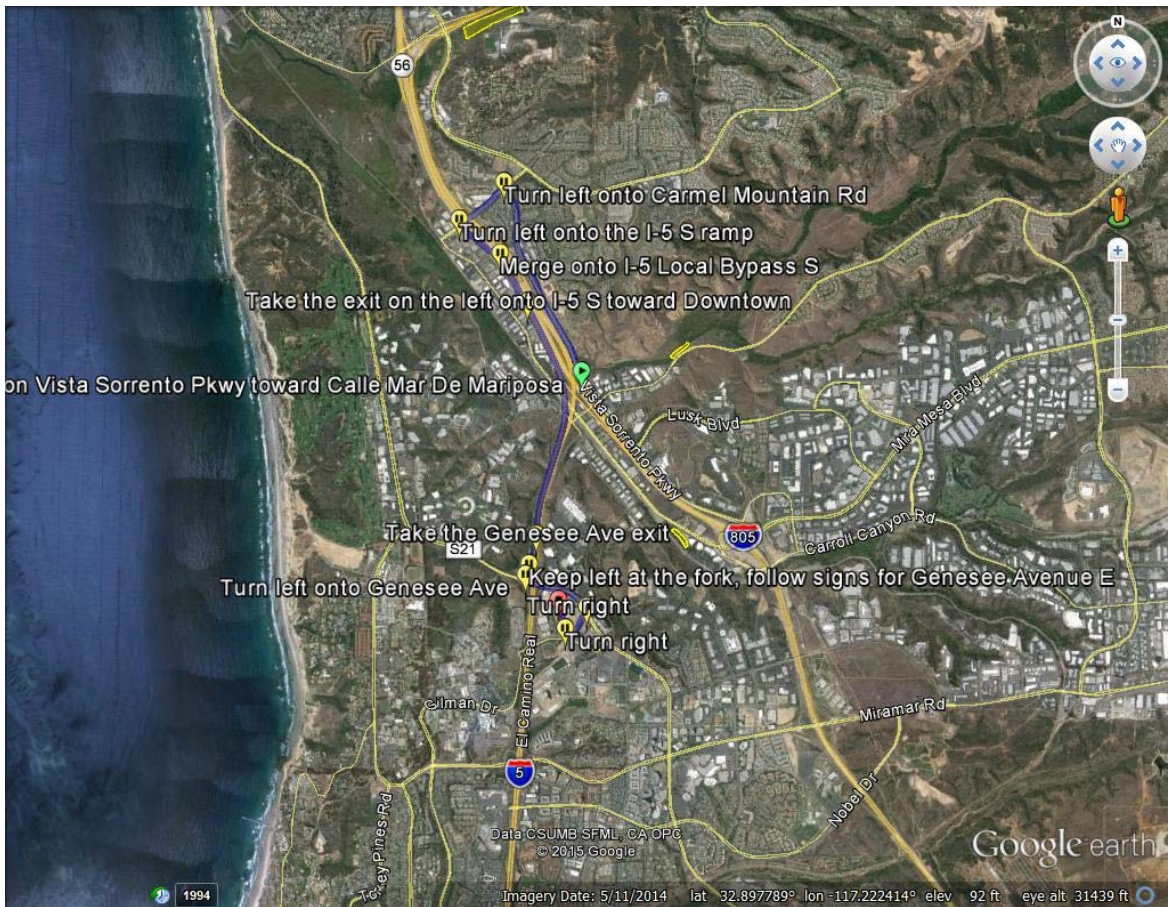 N
56
Turn left onto Carmel Mountain Rd
Turn left onto the I-5 S ramp
Merge onto I-5 Local Bypass S
Take the exit on the left onto I-5 S toward Downtown
on Vista Sorrento Pkwy toward Calle Mar De Mariposa
Vista Sorrento Pkwy
Lusk Blvd
Mira Mesa Blvd
Take the Genesee Ave exit
805
Carroll Canyon Rd
S21
Turn left onto Genesee Ave
Keep left at the fork, follow signs for Genesee Avenue E
Turn right
Turn right
El Camino Real
Gilman Dr
Miramar Rd
5
Nobel Dr
Pines Rd
Data CSUMB SFML, CA OPC
© 2015 Google
Google earth
1994
Imagery Date: 5/11/2014 lat 32.897789° lon -117.222414° elev 92 ft eye alt 31439 ft